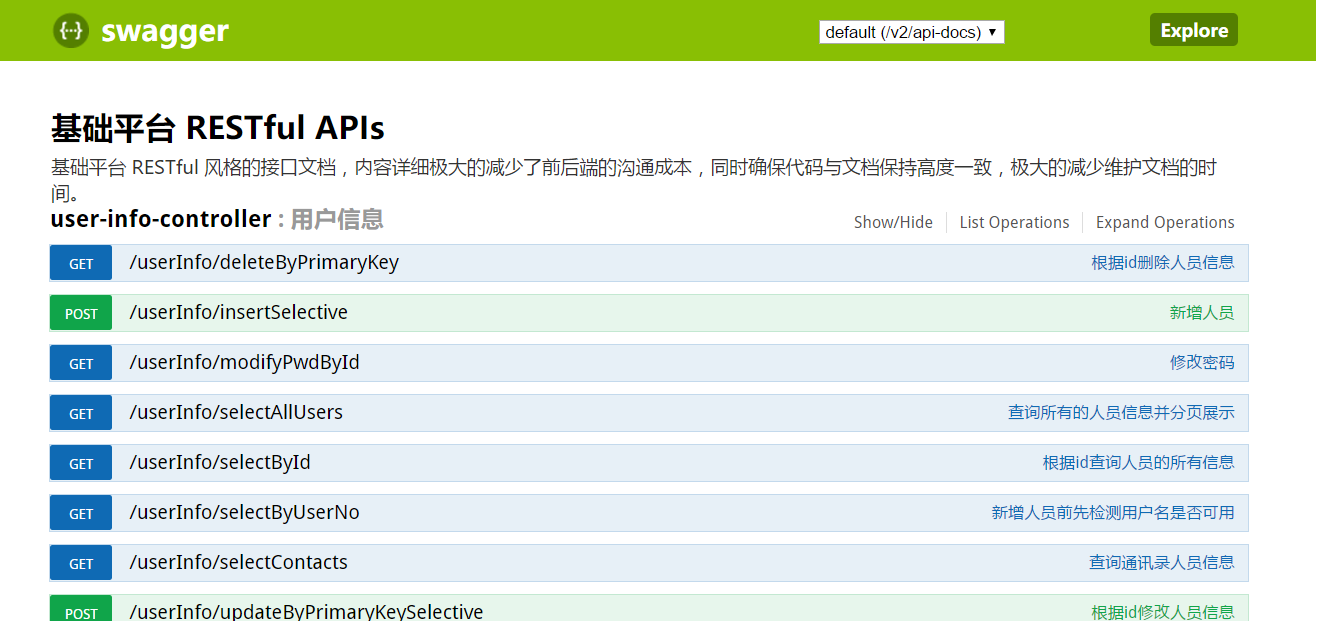 {··} swagger
default (/v2/api-docs) ▼
Explore
基础平台 RESTful APIs
基础平台 RESTful 风格的接口文档，内容详细极大的减少了前后端的沟通成本，同时确保代码与文档保持高度一致，极大的减少维护文档的时
间。
user-info-controller : 用户信息
Show/Hide
List Operations
Expand Operations
GET /userInfo/deleteByPrimaryKey 根据id删除人员信息
POST /userInfo/insertSelective 新增人员
GET /userInfo/modifyPwdById 修改密码
GET /userInfo/selectAllUsers 查询所有的人员信息并分页展示
GET /userInfo/selectById 根据id查询人员的所有信息
GET /userInfo/selectByUserNo 新增人员前先检测用户名是否可用
GET /userInfo/selectContacts 查询通讯录人员信息
POST /userInfo/updateByPrimaryKeySelective 根据id修改人员信息